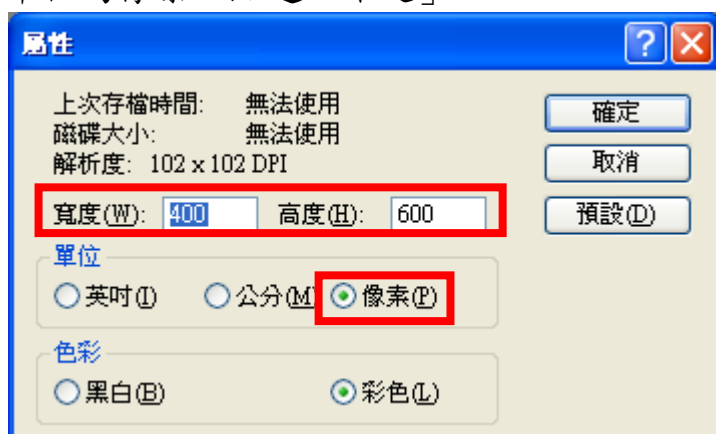 屬性
上次存檔時間: 無法使用
磁碟大小: 無法使用
解析度: 102 x 102 DPI
確定
取消
寬度(W): 400 高度(H): 600
預設(D)
單位
英吋(I) 公分(M) 像素(P)
色彩
黑白(B) 彩色(L)